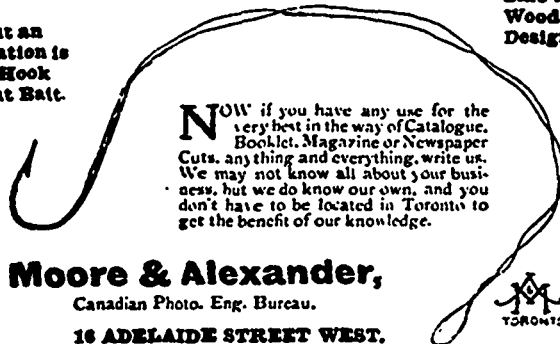 t an
ation is
Hook
t Bait.
Wood
Desig
NOW if you have any use for the
very best in the way of Catalogue,
Booklet, Magazine or Newspaper
Cuts, anything and everything, write us.
We may not know all about your busi-
ness, but we do know our own, and you
don't have to be located in Toronto to
get the benefit of our knowledge.
Moore & Alexander,
Canadian Photo. Eng. Bureau.
16 ADELAIDE STREET WEST.
TORONTO